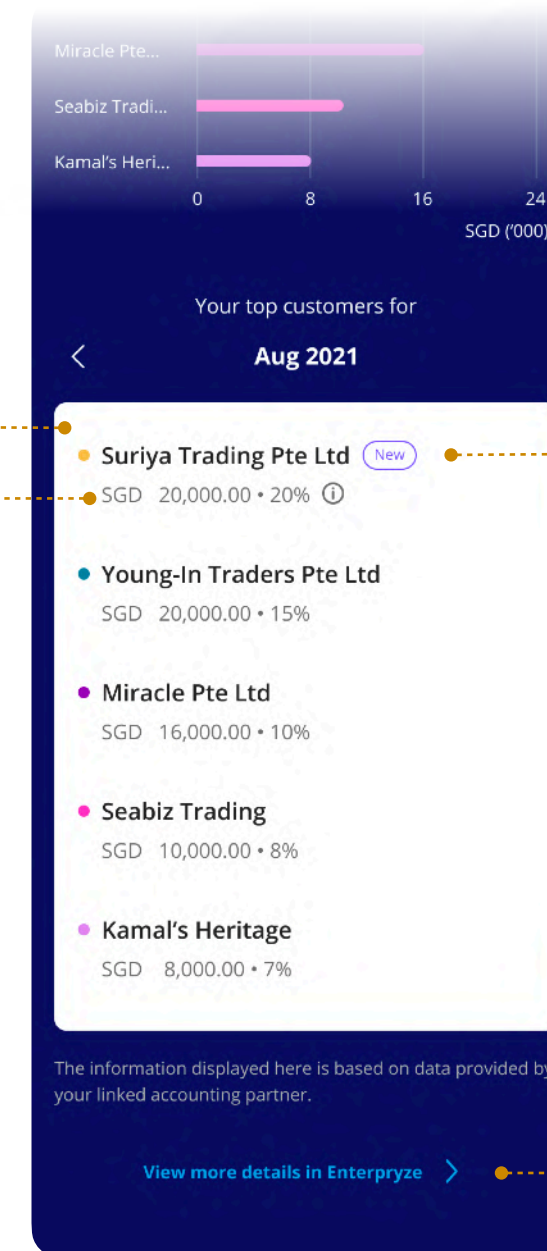 Miracle Pte...
Seabiz Tradi...
Kamal's Heri...
0 8 16 24
SGD ('000)
Your top customers for
Aug 2021
Suriya Trading Pte Ltd New
SGD 20,000.00 • 20%
Young-In Traders Pte Ltd
SGD 20,000.00 • 15%
Miracle Pte Ltd
SGD 16,000.00 • 10%
Seabiz Trading
SGD 10,000.00 • 8%
Kamal's Heritage
SGD 8,000.00 • 7%
The information displayed here is based on data provided by
your linked accounting partner.
View more details in Enterpryze